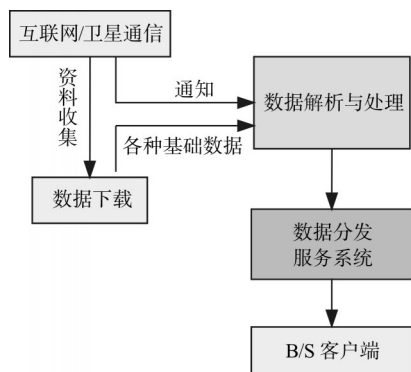 互联网/卫星通信
资料收集
通知
数据解析与处理
各种基础数据
数据下载
数据分发
服务系统
B/S 客户端